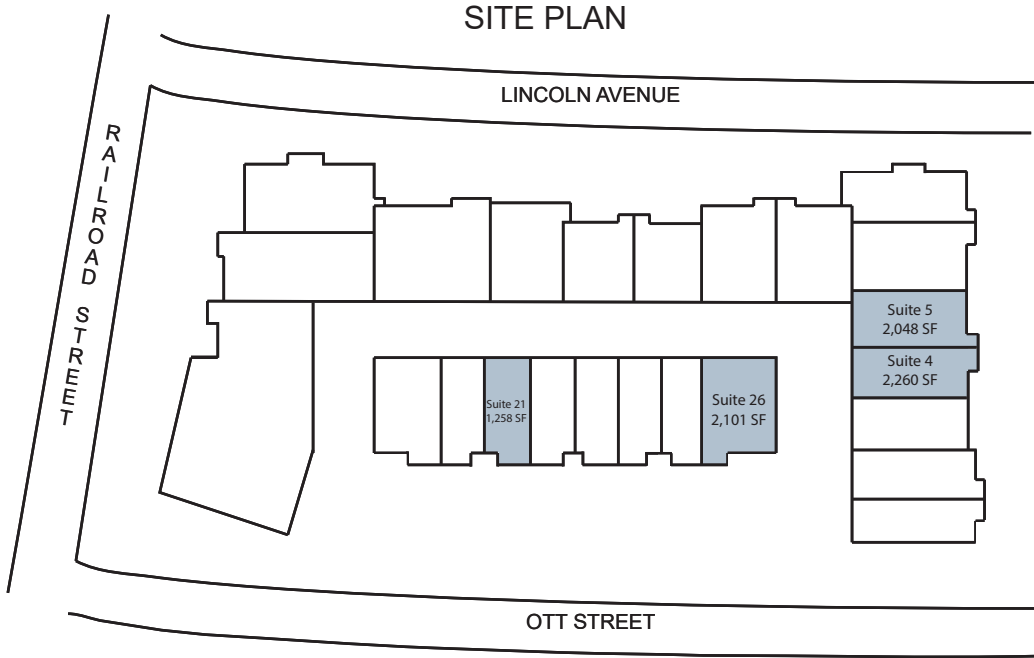 SITE PLAN
LINCOLN AVENUE
RAILROAD STREET
Suite 5
2,048 SF
Suite 4
2,260 SF
Suite 21
1,258 SF
Suite 26
2,101 SF
OTT STREET